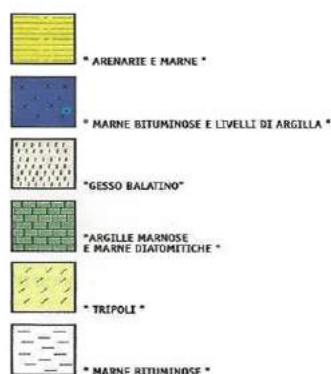 " ARENARIE E MARNE "
" MARNE BITUMINOSE E LIVELLI DI ARGILLA "
"GESSO BALATINO"
"ARGILLE MARNOSE
E MARNE DIATOMITICHE "
" TRIPOLI "
" MARNE BITUMINOSE "